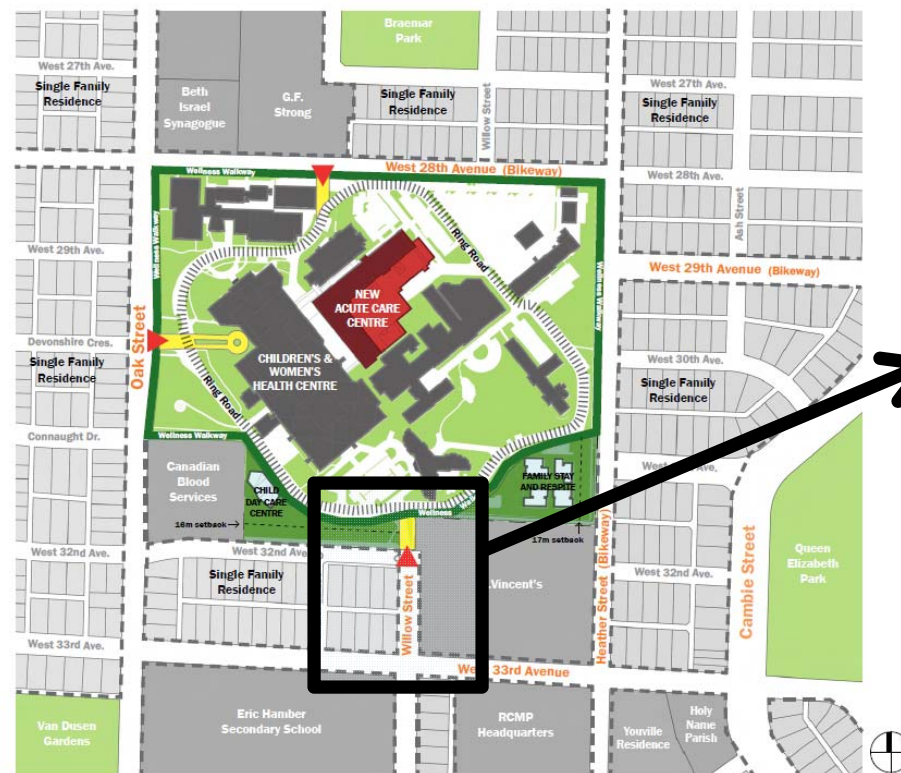 Braemar
Park
West 27th Ave.
West 27th Ave.
Single Family
Residence
Beth
Israel
Synagogue
G.F.
Strong
Single Family
Residence
Willow Street
Single Family
Residence
West 28th Avenue (Bikeway)
Wellness Walkway
West 28th Ave.
Ash Street
Wellness Walkway
Ring Road
West 29th Ave.
West 29th Avenue (Bikeway)
Wellness Walkway
NEW
ACUTE CARE
CENTRE
Oak Street
Devonshire Cres.
CHILDREN'S &
WOMEN'S
HEALTH CENTRE
Single Family
Residence
West 30th Ave.
Single Family
Residence
Ring Road
Connaught Dr.
Wellness Walkway
Canadian
Blood
Services
CHILD
DAY CARE
CENTRE
FAMILY STAY
AND RESPITE
Ave.
Wellness
16m setback
17m setback
West 32nd Ave.
West 32nd
Single Family
Residence
Willow Street
Vincent's
Heather Street (Bikeway)
West 32nd Ave.
Cambie Street
Queen
Elizabeth
Park
West 33rd Ave.
West 33rd Avenue
Van Dusen
Gardens
Eric Hamber
Secondary School
RCMP
Headquarters
Youville
Residence
Holy
Name
Parish